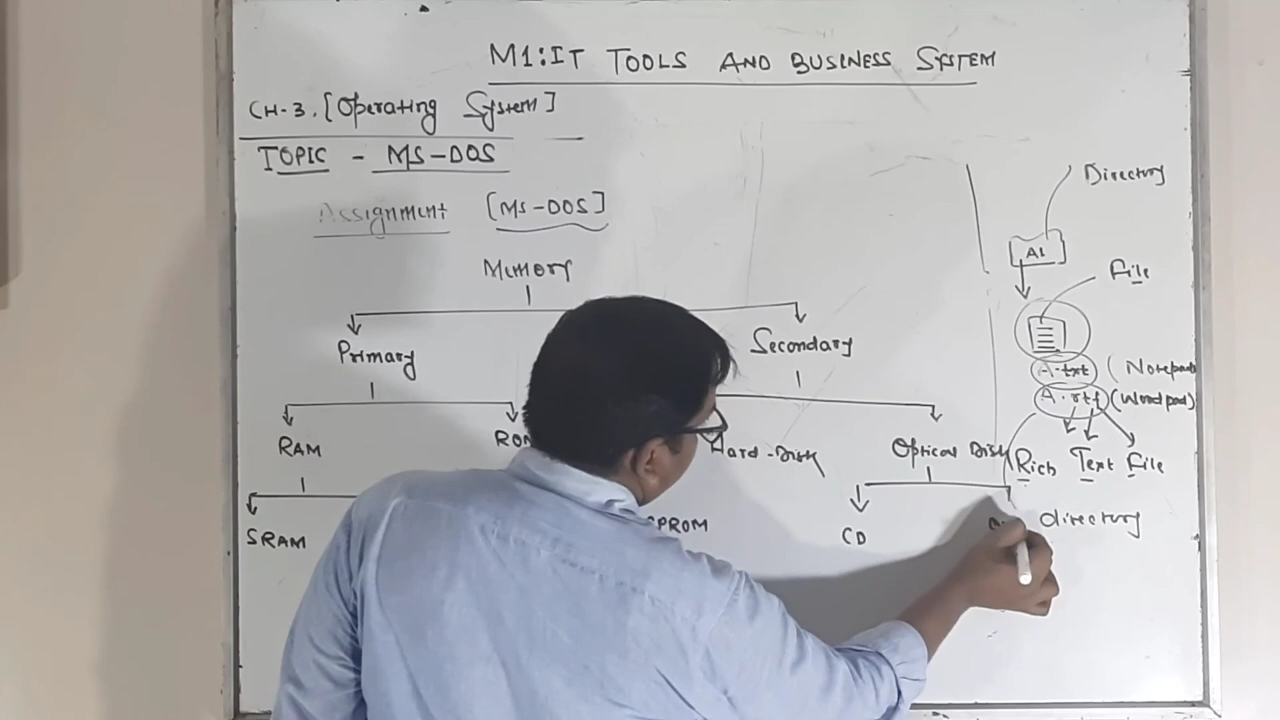 M1:IT TOOLS AND BUSINESS SYSTEM
CH-3. [Operating System]
TOPIC - MS-DOS
Assignment [MS-DOS]
Memory
Primary
Secondary
RAM
Hard-Disk
Optical Disk
SRAM
CD
Directory
A1
File
A.txt (Notepad
A.rtf (Wordpad)
Rich Text File
directory